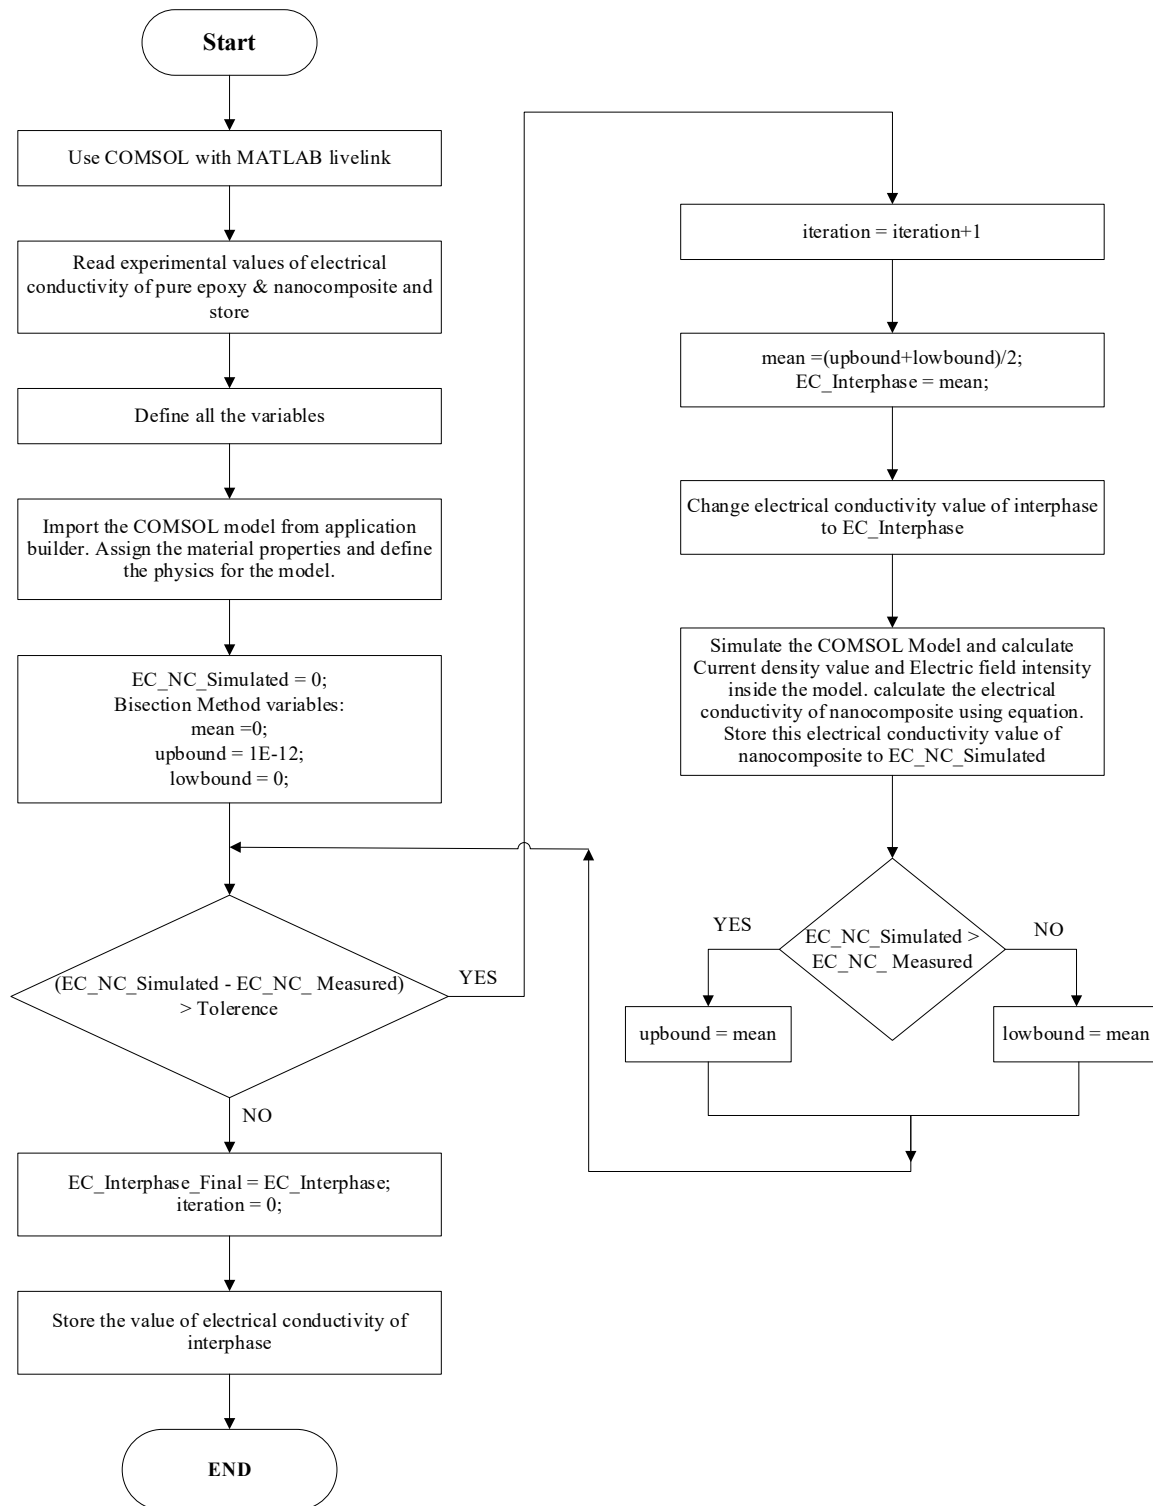 Start
Use COMSOL with MATLAB livelink
Read experimental values of electrical
conductivity of pure epoxy & nanocomposite and
store
Define all the variables
Import the COMSOL model from application
builder. Assign the material properties and define
the physics for the model.
EC_NC_Simulated = 0;
Bisection Method variables:
mean =0;
upbound = 1E-12;
lowbound = 0;
(EC_NC_Simulated - EC_NC_ Measured)
> Tolerence
YES
NO
EC_Interphase_Final = EC_Interphase;
iteration = 0;
Store the value of electrical conductivity of
interphase
END
iteration = iteration+1
mean =(upbound+lowbound)/2;
EC_Interphase = mean;
Change electrical conductivity value of interphase
to EC_Interphase
Simulate the COMSOL Model and calculate
Current density value and Electric field intensity
inside the model. calculate the electrical
conductivity of nanocomposite using equation.
Store this electrical conductivity value of
nanocomposite to EC_NC_Simulated
EC_NC_Simulated >
EC_NC_ Measured
YES
NO
upbound = mean
lowbound = mean